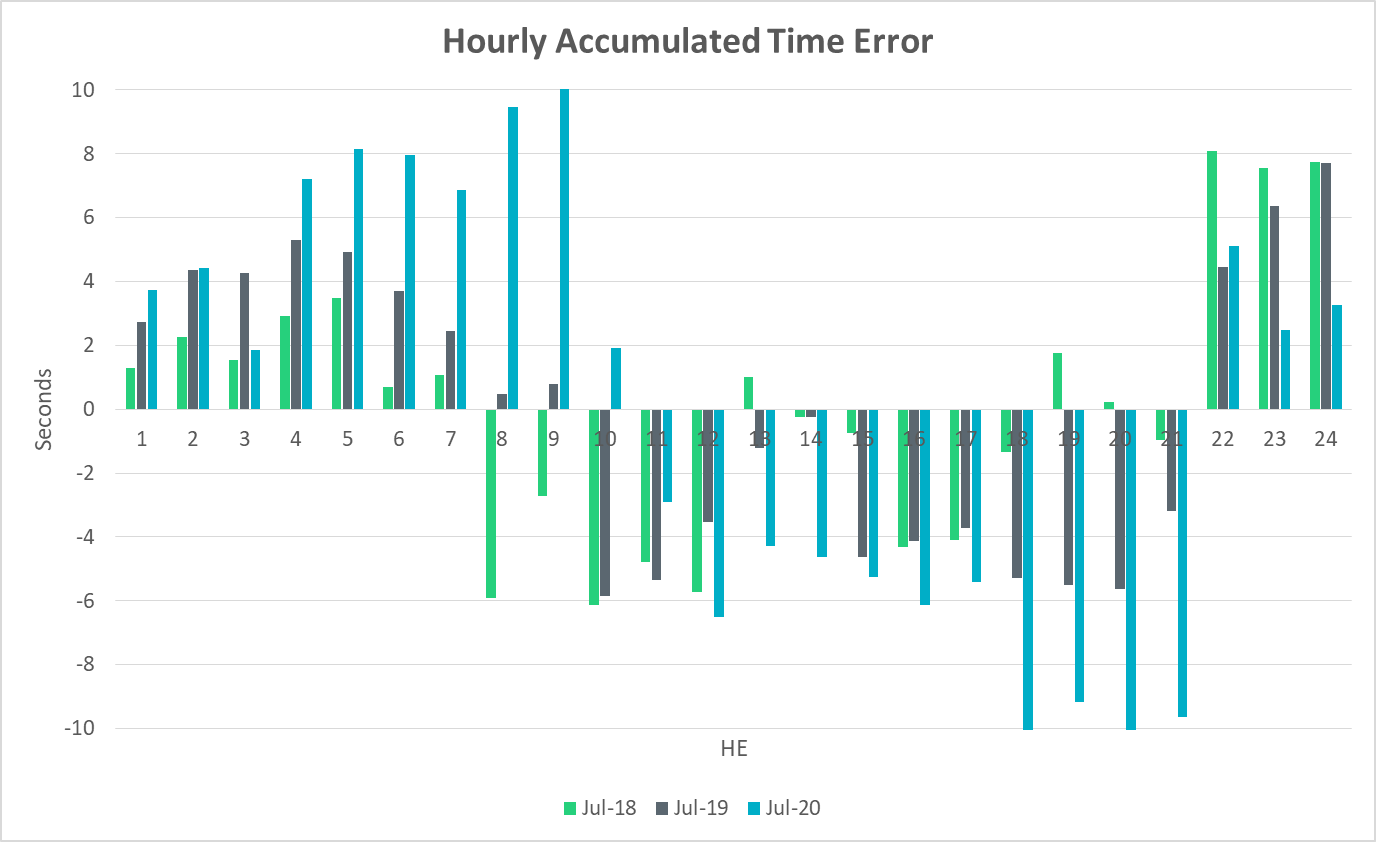 Hourly Accumulated Time Error
10
8
6
4
2
0
-2
-4
-6
-8
-10
Seconds
1 2 3 4 5 6 7 8 9 10 11 12 13 14 15 16 17 18 19 20 21 22 23 24
HE
Jul-18 Jul-19 Jul-20